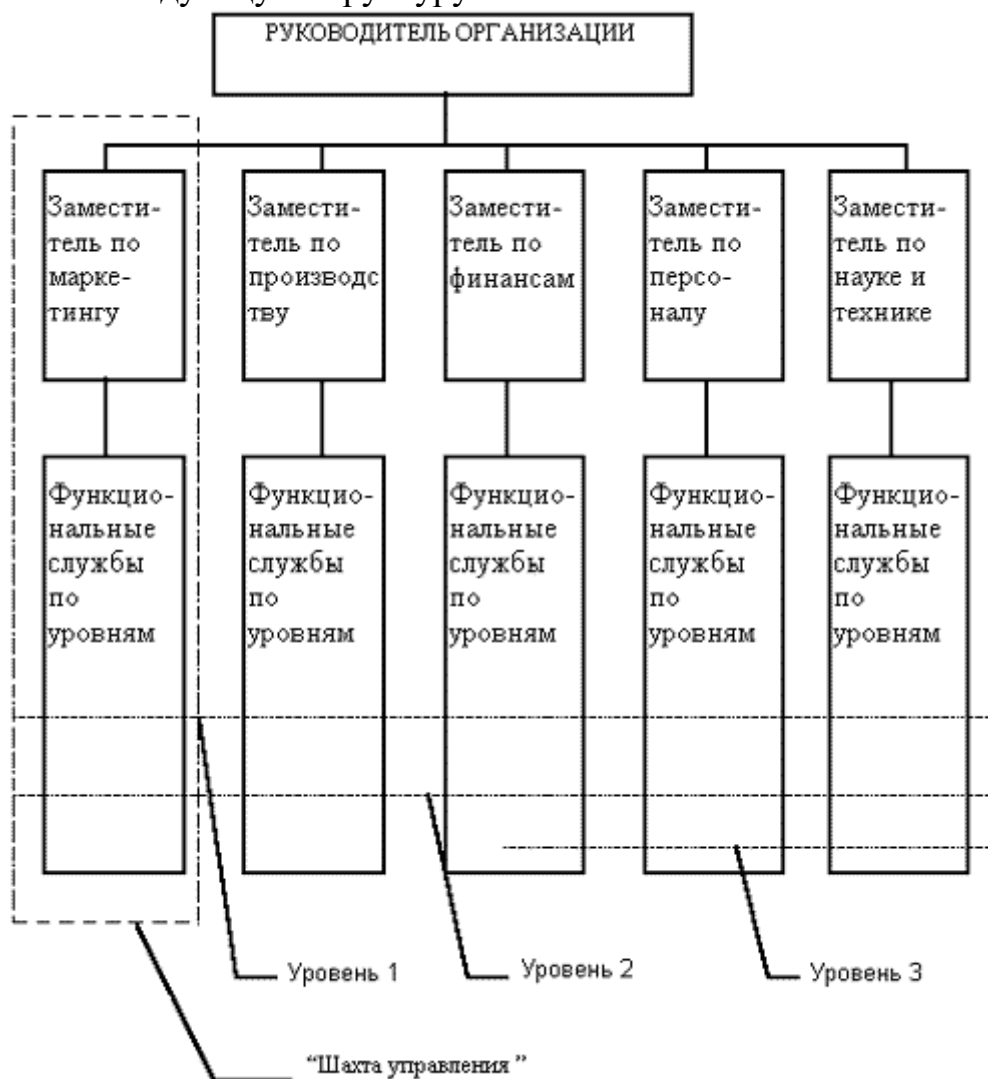 РУКОВОДИТЕЛЬ ОРГАНИЗАЦИИ
Замести-
тель по
марке-
тингу
Замести-
тель по
производс
тву
Замести-
тель по
финансам
Замести-
тель по
персо-
налу
Замести-
тель по
науке и
технике
Функцио-
нальные
службы
по
уровням
Функцио-
нальные
службы
по
уровням
Функцио-
нальные
службы
по
уровням
Функцио-
нальные
службы
по
уровням
Функцио-
нальные
службы
по
уровням
Уровень 1
Уровень 2
Уровень 3
“Шахта управления ”